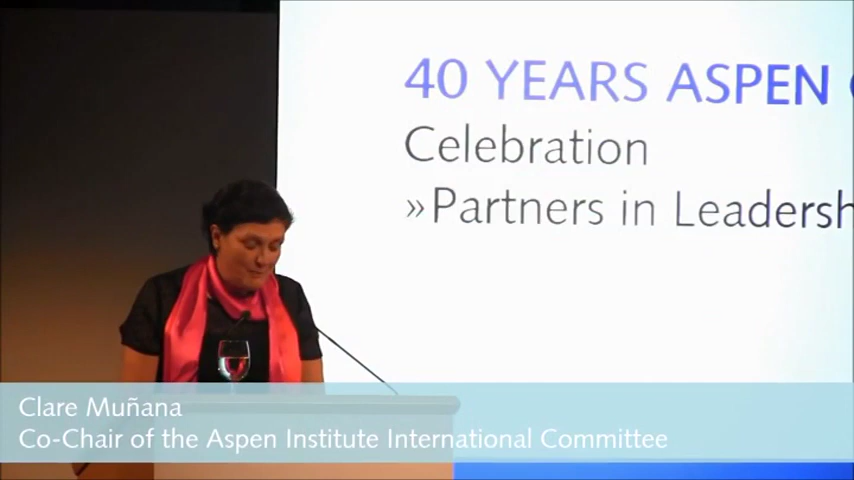 40 YEARS ASPEN
Celebration
»Partners in Leadersh
Clare Muñana
Co-Chair of the Aspen Institute International Committee